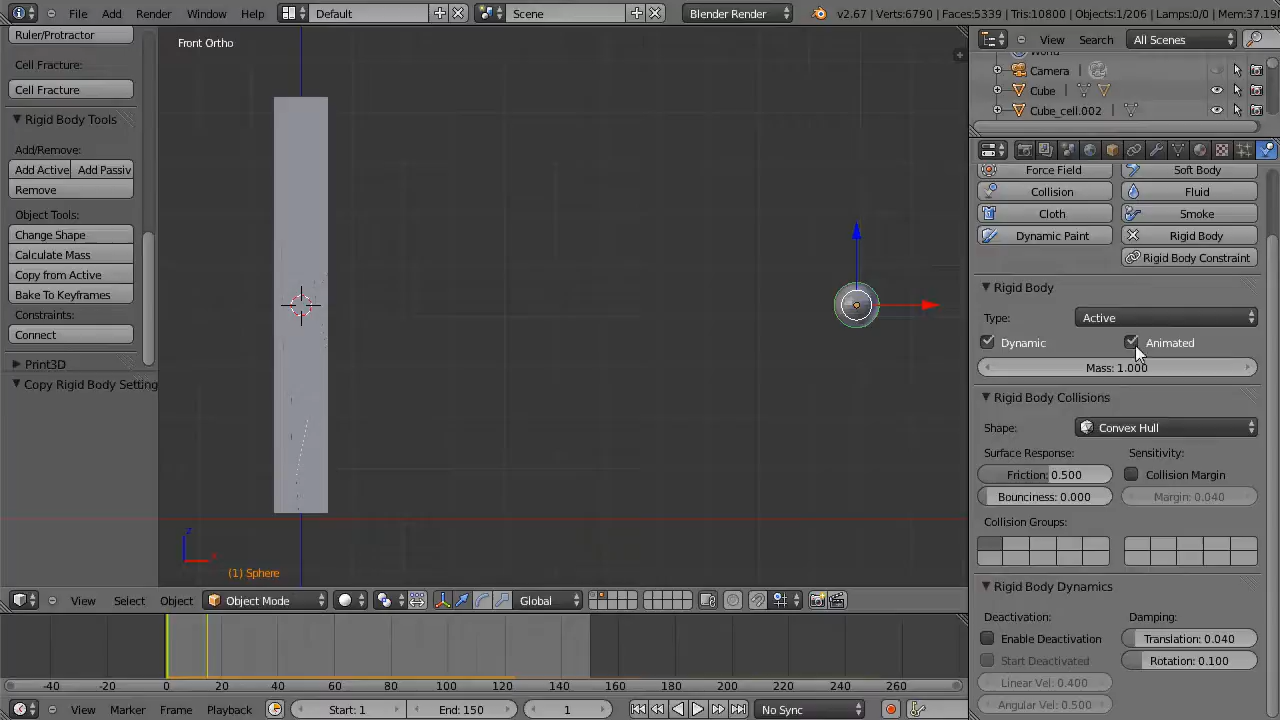 File Add Render Window Help Default Scene Blender Render v2.67 | Verts:6790 | Faces:5339 | Tris:10800 | Objects:1/206 | Lamps:0/0 | Mem:37.19
Ruler/Protractor
Cell Fracture:
Cell Fracture
Rigid Body Tools
Add/Remove:
Add Active Add Passiv
Remove
Object Tools:
Change Shape
Calculate Mass
Copy from Active
Bake To Keyframes
Constraints:
Connect
Print3D
Copy Rigid Body Setting
Front Ortho
z
x
(1) Sphere
View Select Object Object Mode Global
-40 -20 0 20 40 60 80 100 120 140 160 180 200 220 240 260
View Marker Frame Playback Start: 1 End: 150 1 No Sync
View Search All Scenes
World
Camera
Cube
Cube_cell.002
Force Field Soft Body
Collision Fluid
Cloth Smoke
Dynamic Paint Rigid Body
Rigid Body Constraint
Rigid Body
Type: Active
Dynamic Animated
Mass: 1.000
Rigid Body Collisions
Shape: Convex Hull
Surface Response: Sensitivity:
Friction: 0.500 Collision Margin
Bounciness: 0.000 Margin: 0.040
Collision Groups:
Rigid Body Dynamics
Deactivation: Damping:
Enable Deactivation Translation: 0.040
Start Deactivated Rotation: 0.100
Linear Vel: 0.400
Angular Vel: 0.500